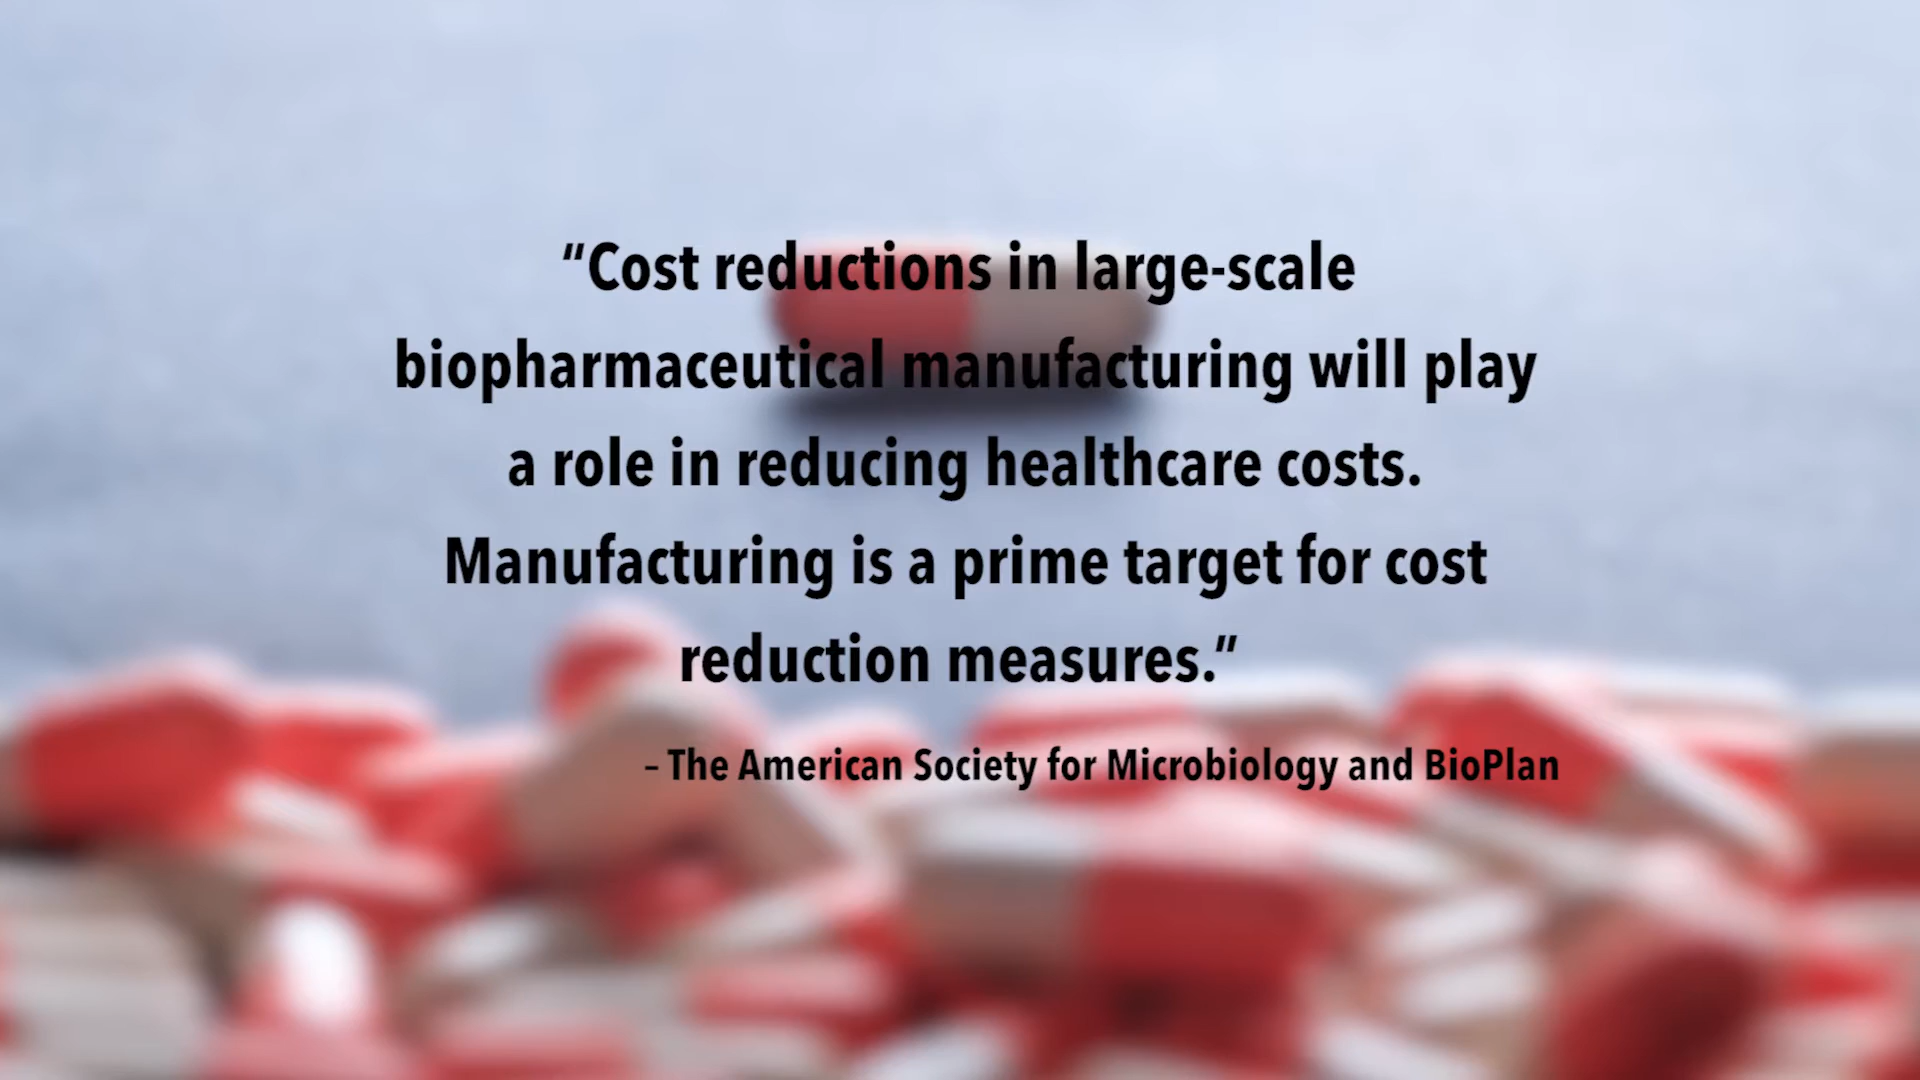 “Cost reductions in large-scale
biopharmaceutical manufacturing will play
a role in reducing healthcare costs.
Manufacturing is a prime target for cost
reduction measures.”
– The American Society for Microbiology and BioPlan